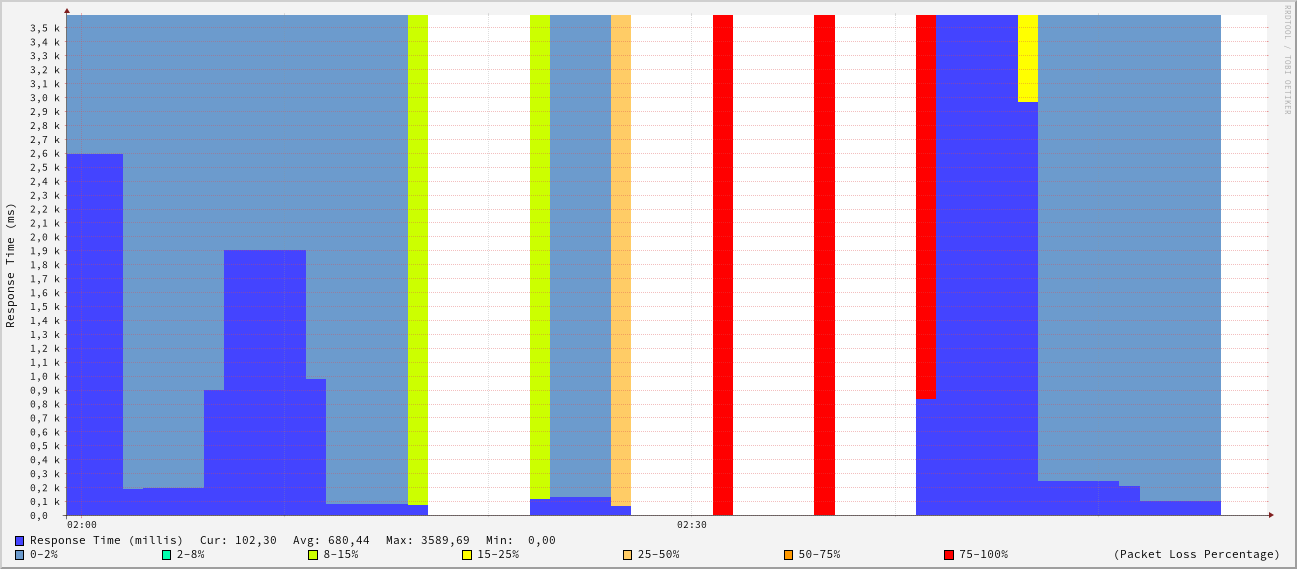 RRDTOOL / TOBI OETIKER
Response Time (ms)
3,5 k
3,4 k
3,3 k
3,2 k
3,1 k
3,0 k
2,9 k
2,8 k
2,7 k
2,6 k
2,5 k
2,4 k
2,3 k
2,2 k
2,1 k
2,0 k
1,9 k
1,8 k
1,7 k
1,6 k
1,5 k
1,4 k
1,3 k
1,2 k
1,1 k
1,0 k
0,9 k
0,8 k
0,7 k
0,6 k
0,5 k
0,4 k
0,3 k
0,2 k
0,1 k
0,0
02:00 02:30
Response Time (millis) Cur: 102,30 Avg: 680,44 Max: 3589,69 Min: 0,00
0-2% 2-8% 8-15% 15-25% 25-50% 50-75% 75-100% (Packet Loss Percentage)